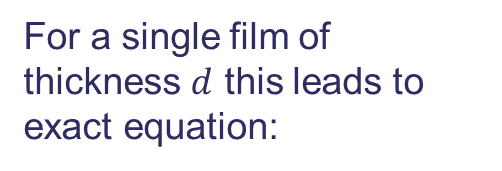 For a single film of
thickness d this leads to
exact equation: